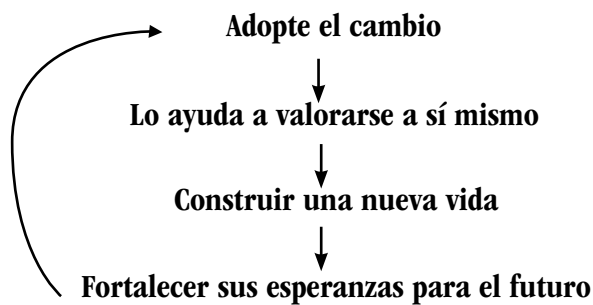 Adopte el cambio
Lo ayuda a valorarse a sí mismo
Construir una nueva vida
Fortalecer sus esperanzas para el futuro